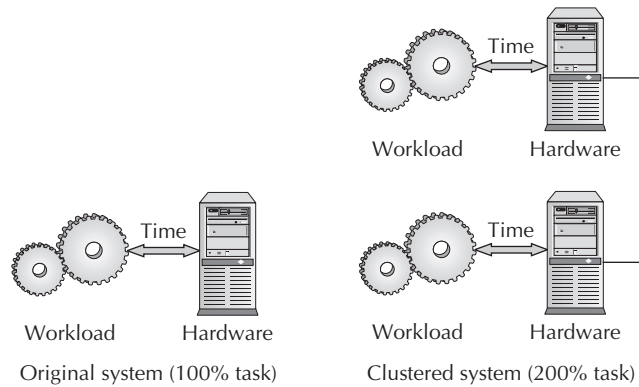 Time
Workload Hardware
Time
Workload Hardware
Original system (100% task)
Time
Workload Hardware
Clustered system (200% task)